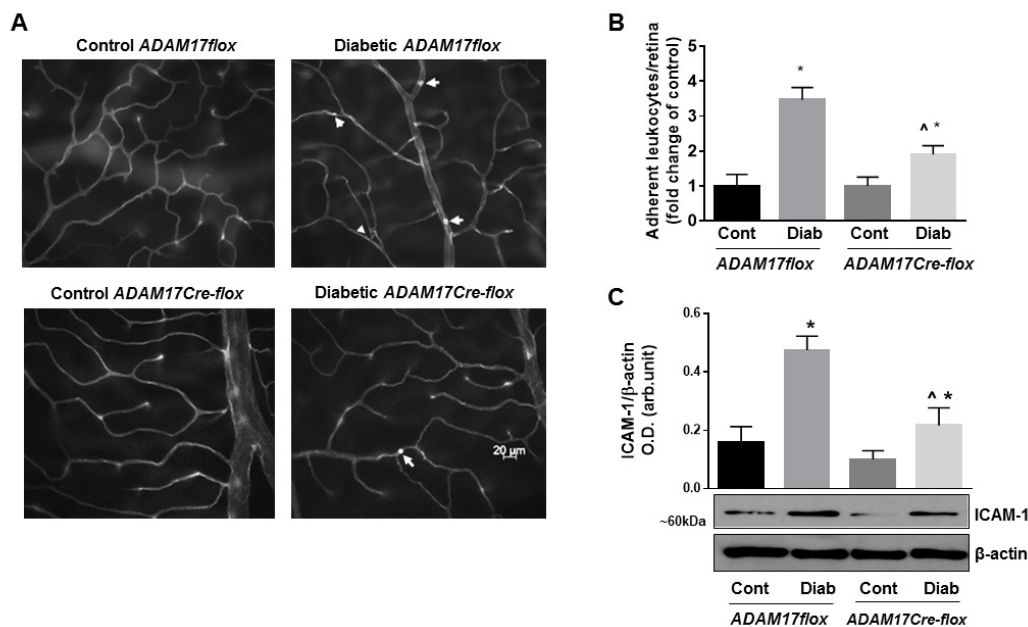 A
Control ADAM17flox
Diabetic ADAM17flox
Control ADAM17Cre-flox
Diabetic ADAM17Cre-flox
20 µm
B
Adherent leukocytes/retina
(fold change of control)
5
4
3
2
1
0
*
^ *
Cont Diab Cont Diab
ADAM17flox ADAM17Cre-flox
C
ICAM-1/β-actin
O.D. (arb.unit)
0.6
0.4
0.2
0.0
*
^ *
~60kDa
ICAM-1
β-actin
Cont Diab Cont Diab
ADAM17flox ADAM17Cre-flox